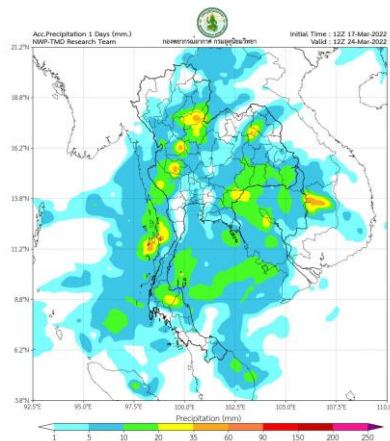 Acc.Precipitation 1 Days (mm.)
NWP-TMD Research Team
กองพยากรณ์อากาศ กรมอุตุนิยมวิทยา
Initial Time : 12Z 17-Mar-2022
Valid : 12Z 24-Mar-2022
21.2°N
18.8°N
16.2°N
13.8°N
11.2°N
8.8°N
6.2°N
3.8°N
92.5°E 95.0°E 97.5°E 100.0°E 102.5°E 105.0°E 107.5°E 110.0
Precipitation (mm)
1 5 10 20 35 60 90 150 200 250